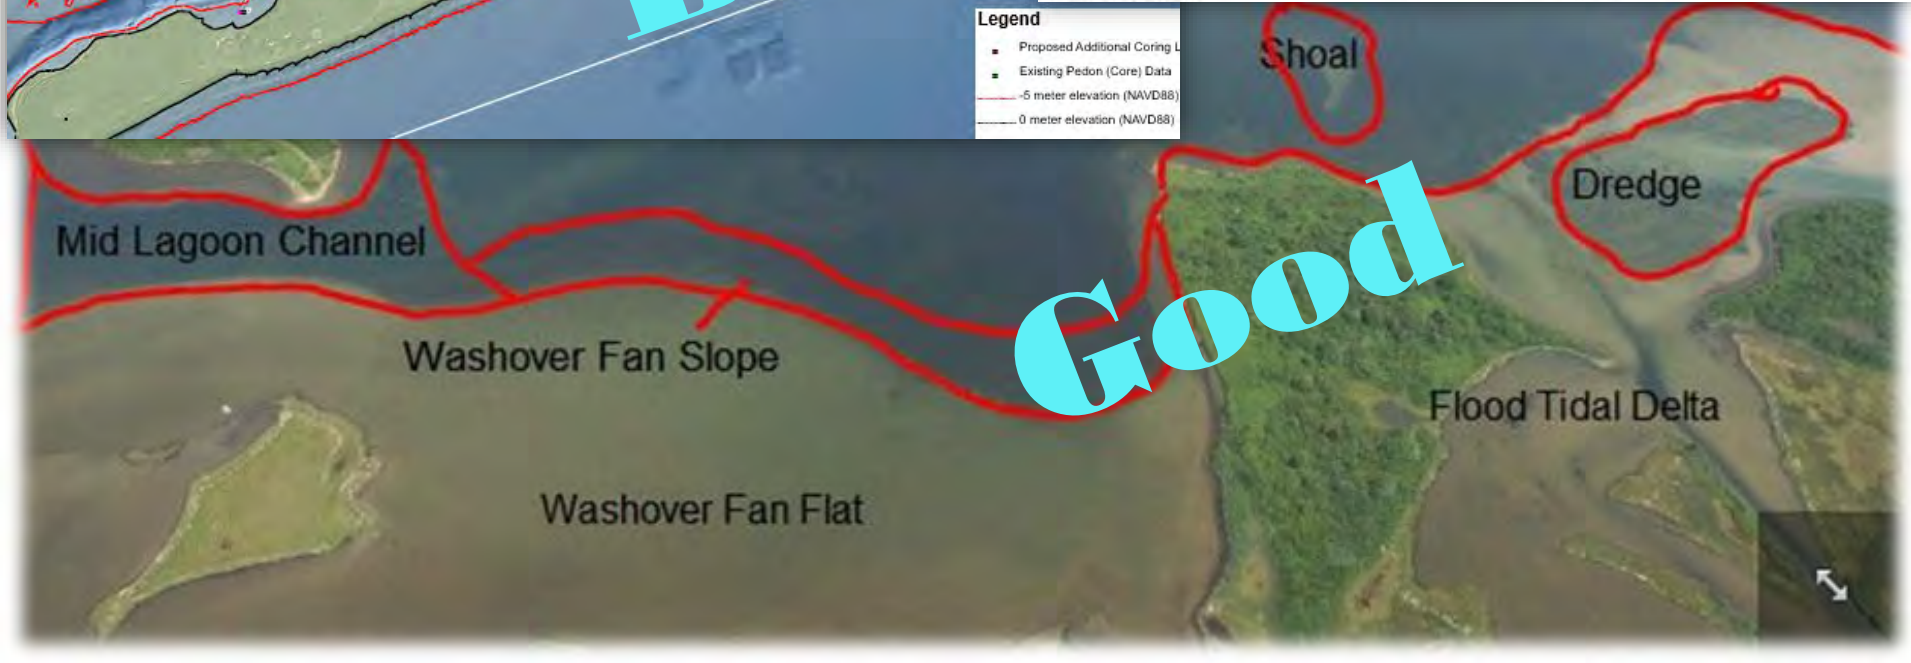 Legend
Proposed Additional Coring L
Existing Pedon (Core) Data
-5 meter elevation (NAVD88)
0 meter elevation (NAVD88)
Shoal
Dredge
Mid Lagoon Channel
Good
Washover Fan Slope
Flood Tidal Delta
Washover Fan Flat